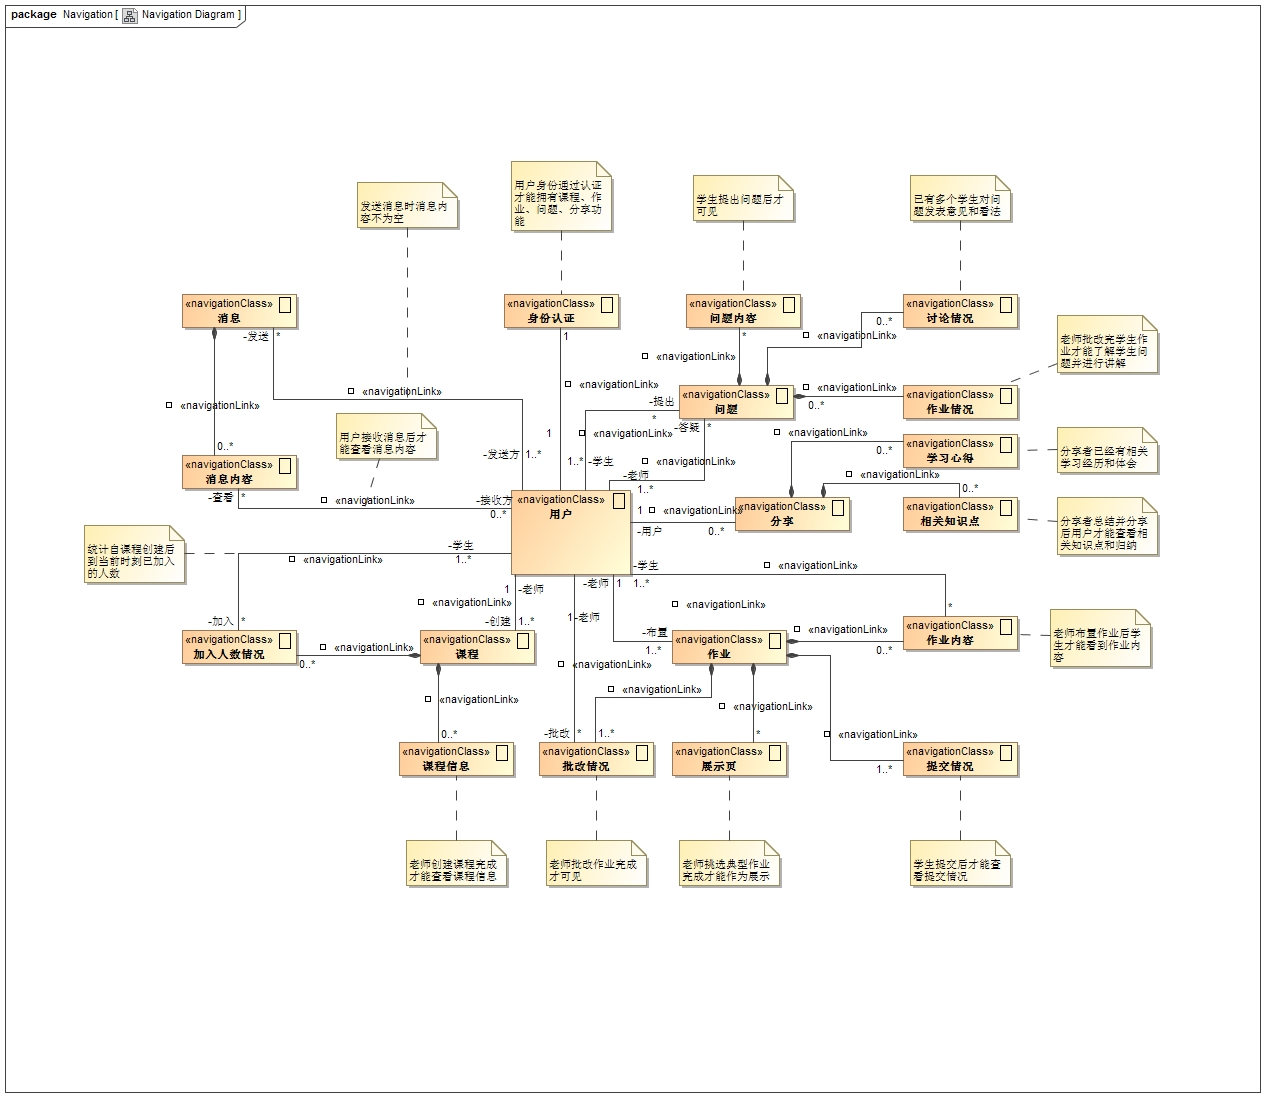 package Navigation [ Navigation Diagram ]
用户身份通过认证
才能拥有课程、作
业、问题、分享功
能
发送消息时消息内
容不为空
学生提出问题后才
可见
已有多个学生对问
题发表意见和看法
«navigationClass»
消息
«navigationClass»
身份认证
«navigationClass»
问题内容
«navigationClass»
讨论情况
-发送
*
1
*
0..*
«navigationLink»
老师批改完学生作
业才能了解学生问
题并进行讲解
«navigationLink»
«navigationLink»
«navigationLink»
«navigationLink»
«navigationClass»
问题
«navigationLink»
0..*
«navigationClass»
作业情况
«navigationLink»
-提出
*
-答疑
*
用户接收消息后才
能查看消息内容
1
«navigationLink»
«navigationLink»
«navigationClass»
学习心得
0..*
分享者已经有相关
学习经历和体会
0..*
-发送方
1..*
1..*
-学生
«navigationLink»
«navigationClass»
消息内容
-老师
1..*
«navigationLink»
0..*
-查看
*
«navigationLink»
-接收方
0..*
«navigationClass»
用户
1
«navigationLink»
-用户
0..*
«navigationClass»
分享
«navigationClass»
相关知识点
分享者总结并分享
后用户才能查看相
关知识点和归纳
统计自课程创建后
到当前时刻已加入
的人数
-学生
1..*
«navigationLink»
-学生
1..*
«navigationLink»
1
-老师
-老师
1
«navigationLink»
«navigationLink»
*
-加入
*
-创建
1..*
1
-老师
-布置
1..*
«navigationClass»
加入人数情况
0..*
«navigationLink»
«navigationClass»
课程
«navigationLink»
«navigationClass»
作业
«navigationLink»
0..*
«navigationClass»
作业内容
老师布置作业后学
生才能看到作业内
容
«navigationLink»
«navigationLink»
«navigationLink»
0..*
-批改
*
1..*
*
«navigationLink»
1..*
«navigationClass»
课程信息
«navigationClass»
批改情况
«navigationClass»
展示页
«navigationClass»
提交情况
老师创建课程完成
才能查看课程信息
老师批改作业完成
才可见
老师挑选典型作业
完成才能作为展示
学生提交后才能查
看提交情况